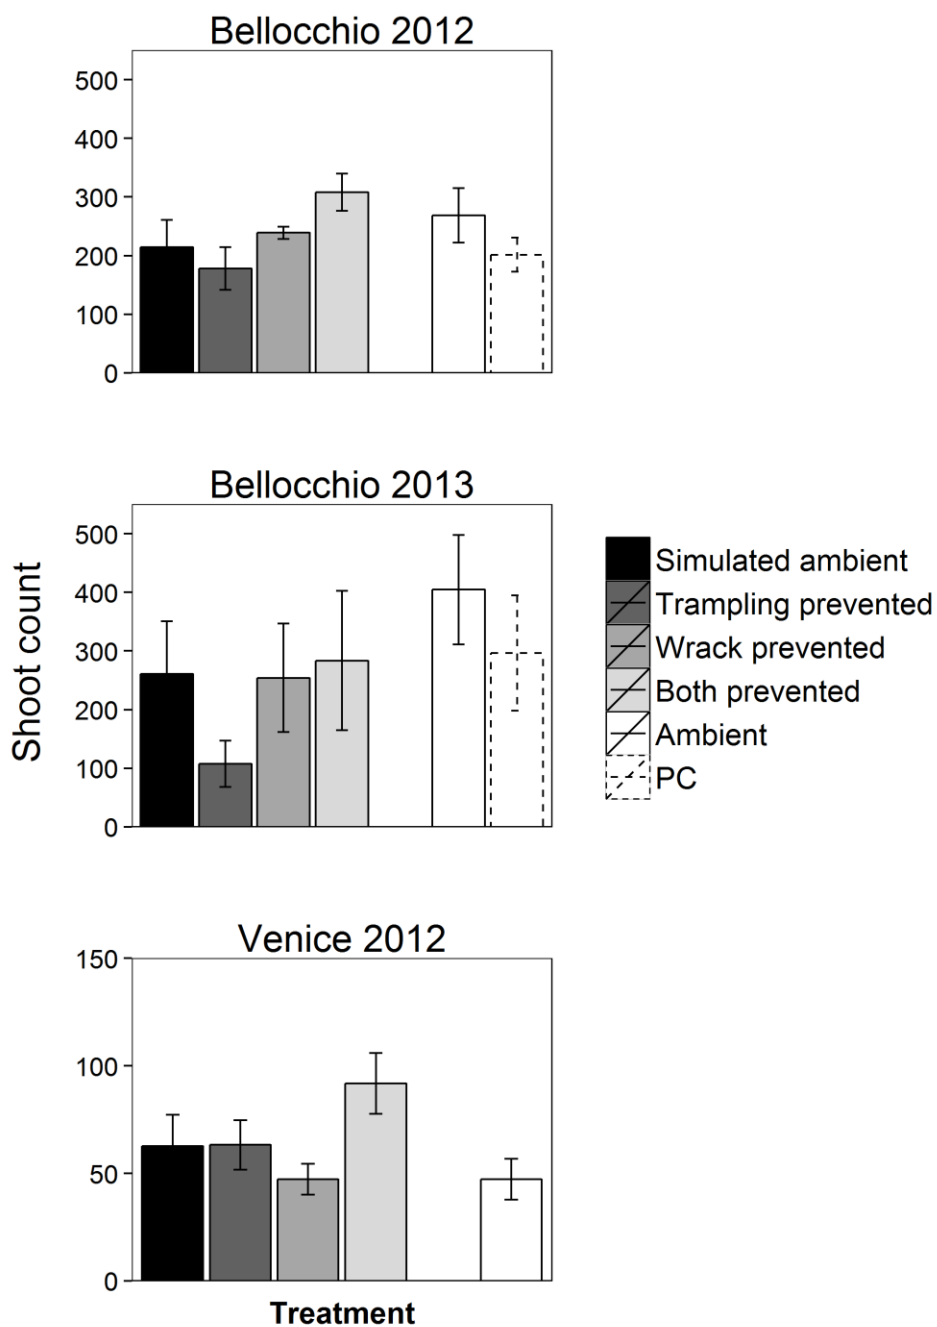 Bellocchio 2012
500
400
300
200
100
0
Bellocchio 2013
500
400
300
200
100
0
Shoot count
Simulated ambient
Trampling prevented
Wrack prevented
Both prevented
Ambient
PC
Venice 2012
150
100
50
0
Treatment